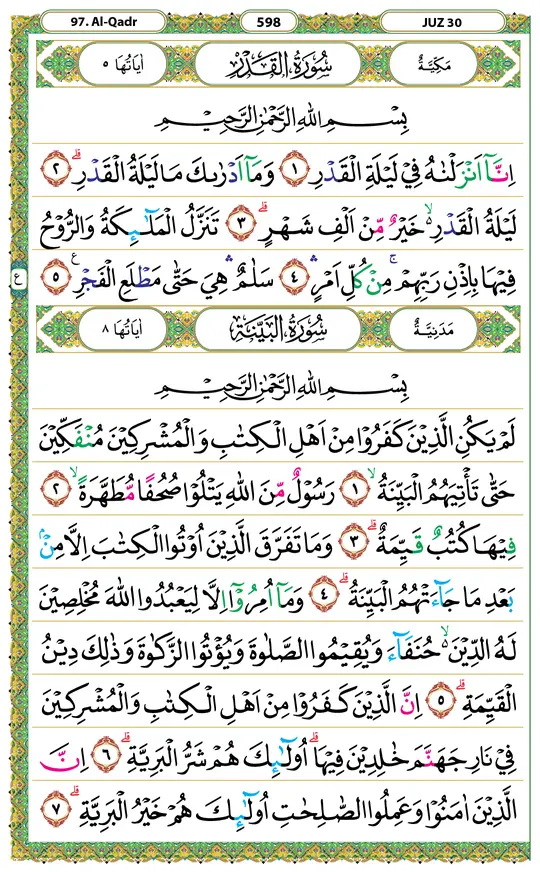 97. Al-Qadr 598 JUZ 30
مَكِيَّةٌ سُوْرَةُ الْقَدْرِ اٰيَاتُهَا ٥
بِسْمِ اللّٰهِ الرَّحْمٰنِ الرَّحِيْمِ
اِنَّآ اَنْزَلْنٰهُ فِيْ لَيْلَةِ الْقَدْرِ ١ وَمَآ اَدْرٰىكَ مَا لَيْلَةُ الْقَدْرِۗ ٢
لَيْلَةُ الْقَدْرِ ەۙ خَيْرٌ مِّنْ اَلْفِ شَهْرٍۗ ٣ تَنَزَّلُ الْمَلٰۤىِٕكَةُ وَالرُّوْحُ
فِيْهَا بِاِذْنِ رَبِّهِمْۚ مِنْ كُلِّ اَمْرٍۛ ٤ سَلٰمٌ ۛهِيَ حَتّٰى مَطْلَعِ الْفَجْرِ ࣖ ٥
ع
مَدَنِيَّةٌ سُوْرَةُ الْبَيِّنَةِ اٰيَاتُهَا ٨
بِسْمِ اللّٰهِ الرَّحْمٰنِ الرَّحِيْمِ
لَمْ يَكُنِ الَّذِيْنَ كَفَرُوْا مِنْ اَهْلِ الْكِتٰبِ وَالْمُشْرِكِيْنَ مُنْفَكِّيْنَ
حَتّٰى تَأْتِيَهُمُ الْبَيِّنَةُۙ ١ رَسُوْلٌ مِّنَ اللّٰهِ يَتْلُوْا صُحُفًا مُّطَهَّرَةًۙ ٢
فِيْهَا كُتُبٌ قَيِّمَةٌۗ ٣ وَمَا تَفَرَّقَ الَّذِيْنَ اُوْتُوا الْكِتٰبَ اِلَّا مِنْۢ
بَعْدِ مَا جَاۤءَتْهُمُ الْبَيِّنَةُۗ ٤ وَمَآ اُمِرُوْٓا اِلَّا لِيَعْبُدُوا اللّٰهَ مُخْلِصِيْنَ
لَهُ الدِّيْنَ ەۙ حُنَفَاۤءَ وَيُقِيْمُوا الصَّلٰوةَ وَيُؤْتُوا الزَّكٰوةَ وَذٰلِكَ دِيْنُ
الْقَيِّمَةِۗ ٥ اِنَّ الَّذِيْنَ كَفَرُوْا مِنْ اَهْلِ الْكِتٰبِ وَالْمُشْرِكِيْنَ
فِيْ نَارِ جَهَنَّمَ خٰلِدِيْنَ فِيْهَاۗ اُولٰۤىِٕكَ هُمْ شَرُّ الْبَرِيَّةِۗ ٦ اِنَّ
الَّذِيْنَ اٰمَنُوْا وَعَمِلُوا الصّٰلِحٰتِ اُولٰۤىِٕكَ هُمْ خَيْرُ الْبَرِيَّةِۗ ٧